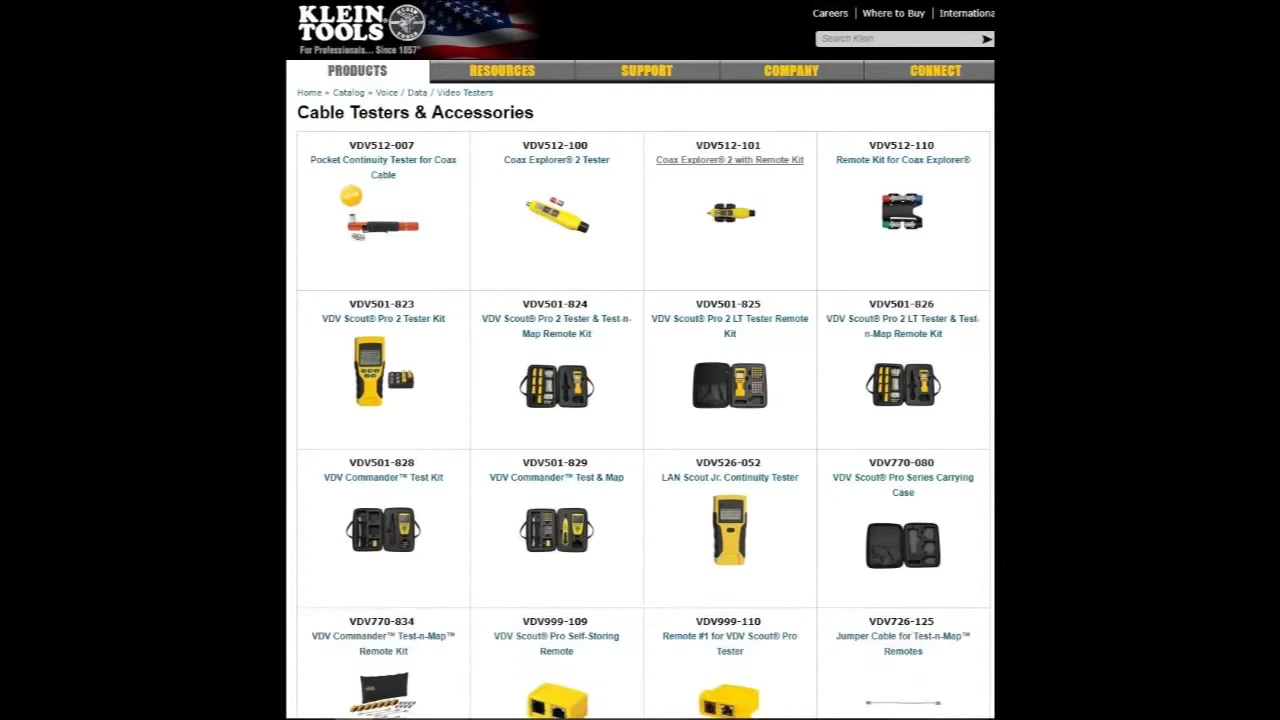 KLEIN TOOLS
For Professionals... Since 1857®
Careers | Where to Buy | Internationa
Search Klein
PRODUCTS RESOURCES SUPPORT COMPANY CONNECT
Home » Catalog » Voice / Data / Video Testers
Cable Testers & Accessories
VDV512-007
Pocket Continuity Tester for Coax
Cable
VDV512-100
Coax Explorer® 2 Tester
VDV512-101
Coax Explorer® 2 with Remote Kit
VDV512-110
Remote Kit for Coax Explorer®
VDV501-823
VDV Scout® Pro 2 Tester Kit
VDV501-824
VDV Scout® Pro 2 Tester & Test-n-
Map Remote Kit
VDV501-825
VDV Scout® Pro 2 LT Tester Remote
Kit
VDV501-826
VDV Scout® Pro 2 LT Tester & Test-
n-Map Remote Kit
VDV501-828
VDV Commander™ Test Kit
VDV501-829
VDV Commander™ Test & Map
VDV526-052
LAN Scout Jr. Continuity Tester
VDV770-080
VDV Scout® Pro Series Carrying
Case
VDV770-834
VDV Commander™ Test-n-Map™
Remote Kit
VDV999-109
VDV Scout® Pro Self-Storing
Remote
VDV999-110
Remote #1 for VDV Scout® Pro
Tester
VDV726-125
Jumper Cable for Test-n-Map™
Remotes